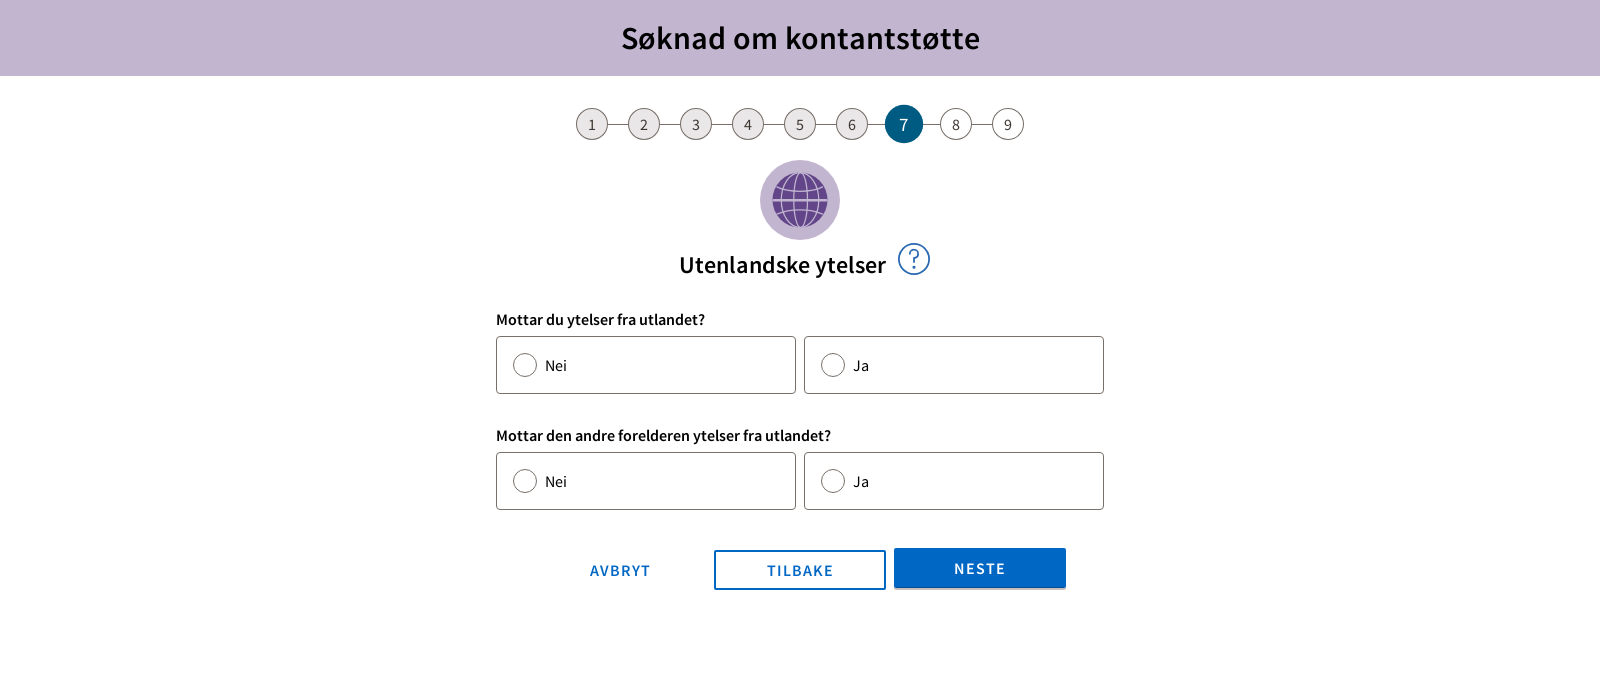 Søknad om kontantstøtte
1 2 3 4 5 6 7 8 9
Utenlandske ytelser ?
Mottar du ytelser fra utlandet?
Nei Ja
Mottar den andre forelderen ytelser fra utlandet?
Nei Ja
AVBRYT TILBAKE NESTE